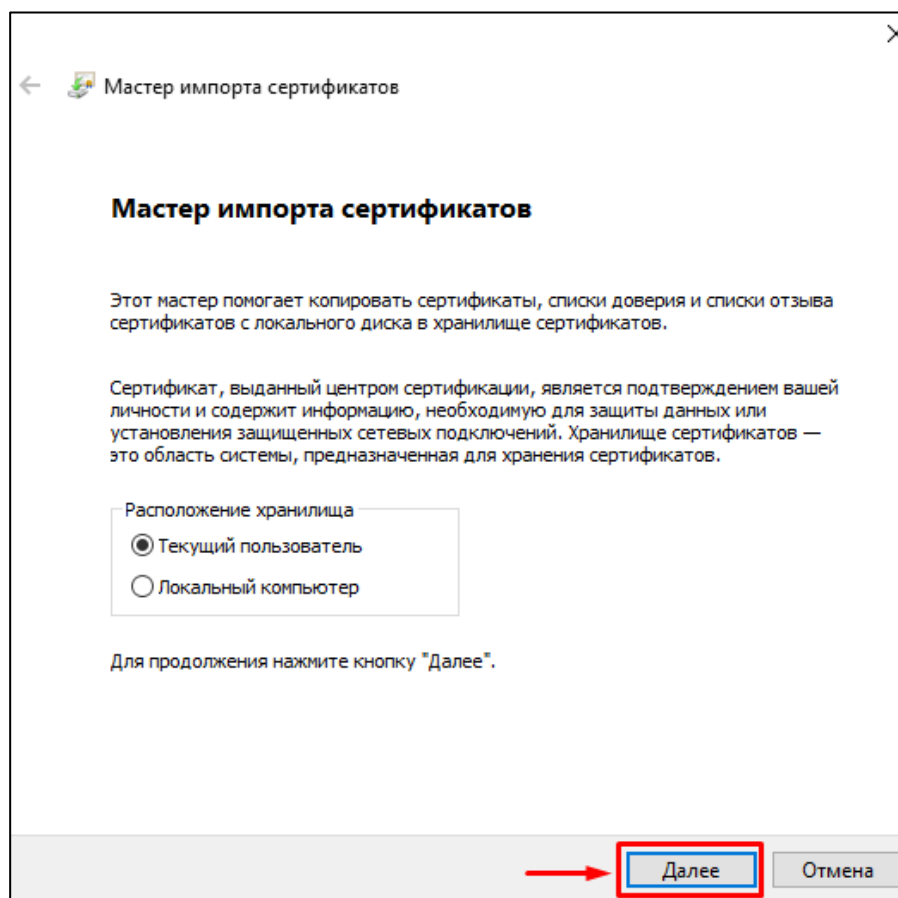 Мастер импорта сертификатов
Мастер импорта сертификатов
Этот мастер помогает копировать сертификаты, списки доверия и списки отзыва
сертификатов с локального диска в хранилище сертификатов.
Сертификат, выданный центром сертификации, является подтверждением вашей
личности и содержит информацию, необходимую для защиты данных или
установления защищенных сетевых подключений. Хранилище сертификатов —
это область системы, предназначенная для хранения сертификатов.
Расположение хранилища
Текущий пользователь
Локальный компьютер
Для продолжения нажмите кнопку "Далее".
Далее
Отмена